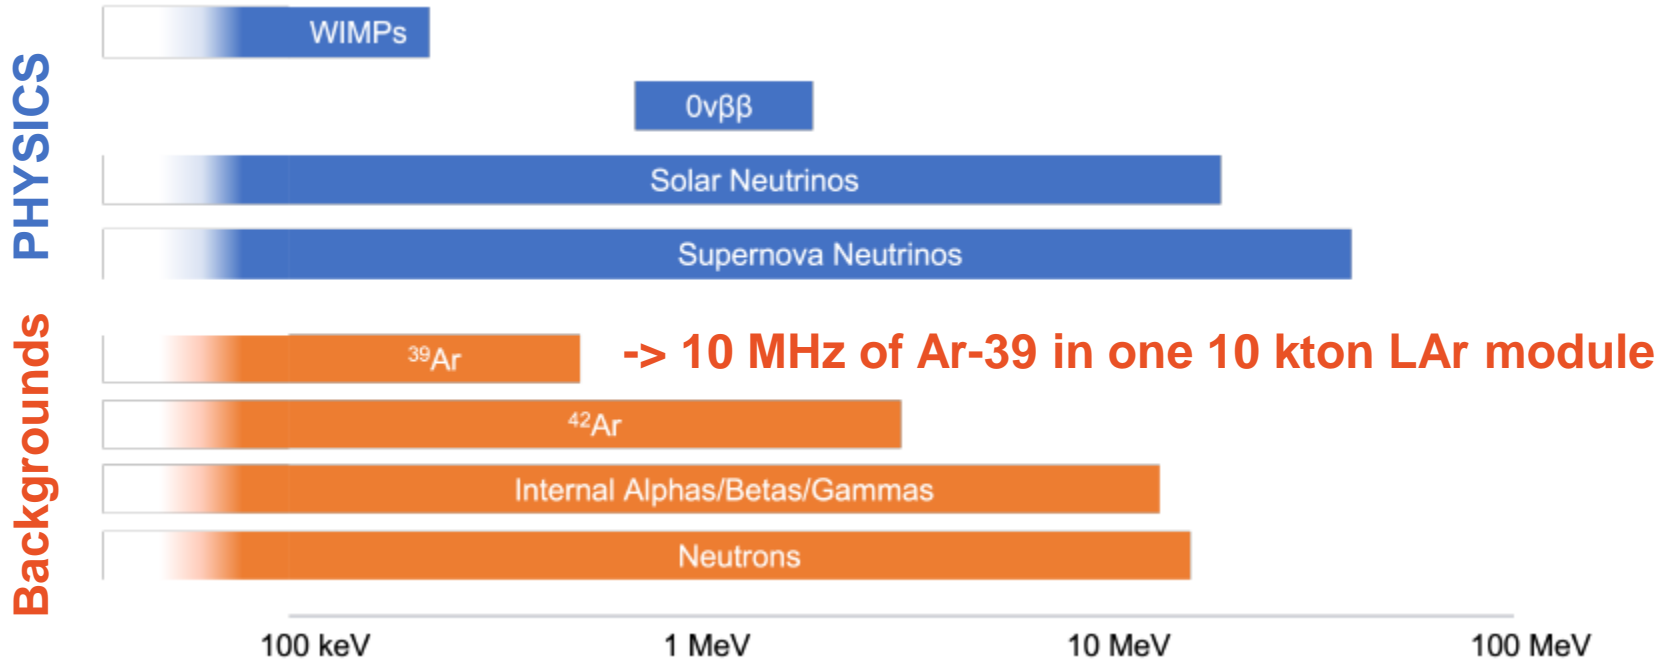 PHYSICS
WIMPs
0νββ
Solar Neutrinos
Supernova Neutrinos
Backgrounds
³⁹Ar
-> 10 MHz of Ar-39 in one 10 kton LAr module
⁴²Ar
Internal Alphas/Betas/Gammas
Neutrons
100 keV 1 MeV 10 MeV 100 MeV